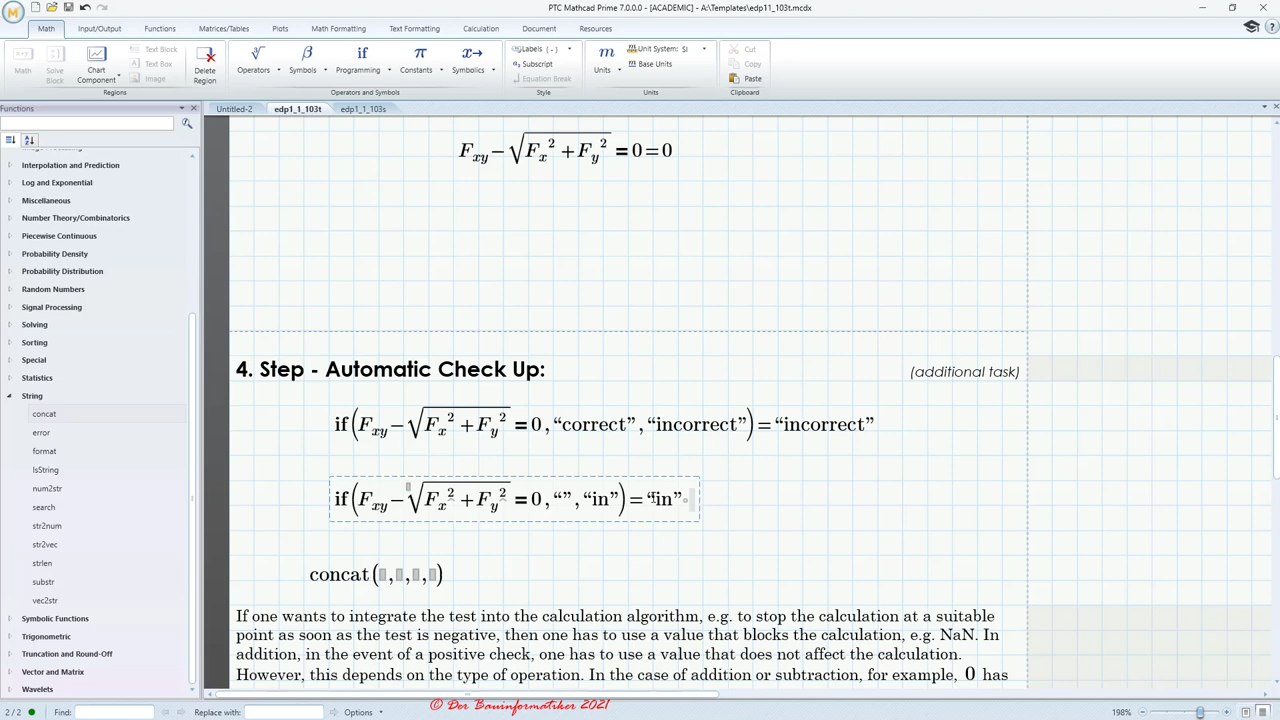 PTC Mathcad Prime 7.0.0.0 - [ACADEMIC] - A:\Templates\edp11_103t.mcdx
Math Input/Output Functions Matrices/Tables Plots Math Formatting Text Formatting Calculation Document Resources
Math Solve Block Chart Component Text Block Text Box Image Delete Region
Operators Symbols Programming Constants Symbolics
Labels ( – ) Subscript Equation Break
Units Unit System: SI Base Units
Cut Copy Paste
Regions Operators and Symbols Style Units Clipboard
Functions
Untitled-2 edp1_1_103t edp1_1_103s
Interpolation and Prediction
Log and Exponential
Miscellaneous
Number Theory/Combinatorics
Piecewise Continuous
Probability Density
Probability Distribution
Random Numbers
Signal Processing
Solving
Sorting
Special
Statistics
String
concat
error
format
IsString
num2str
search
str2num
str2vec
strlen
substr
vec2str
Symbolic Functions
Trigonometric
Truncation and Round-Off
Vector and Matrix
Wavelets
Fxy − √(Fx² + Fy²) = 0 = 0
4. Step - Automatic Check Up: (additional task)
if(Fxy − √(Fx² + Fy²) = 0 , “correct” , “incorrect”) = “incorrect”
if(Fxy − √(Fx² + Fy²) = 0 , “” , “in”) = “in”
concat(▯,▯,▯,▯)
If one wants to integrate the test into the calculation algorithm, e.g. to stop the calculation at a suitable
point as soon as the test is negative, then one has to use a value that blocks the calculation, e.g. NaN. In
addition, in the event of a positive check, one has to use a value that does not affect the calculation.
However, this depends on the type of operation. In the case of addition or subtraction, for example, 0 has
© Der Bauinformatiker 2021
2 / 2 Find: Replace with: Options 198%